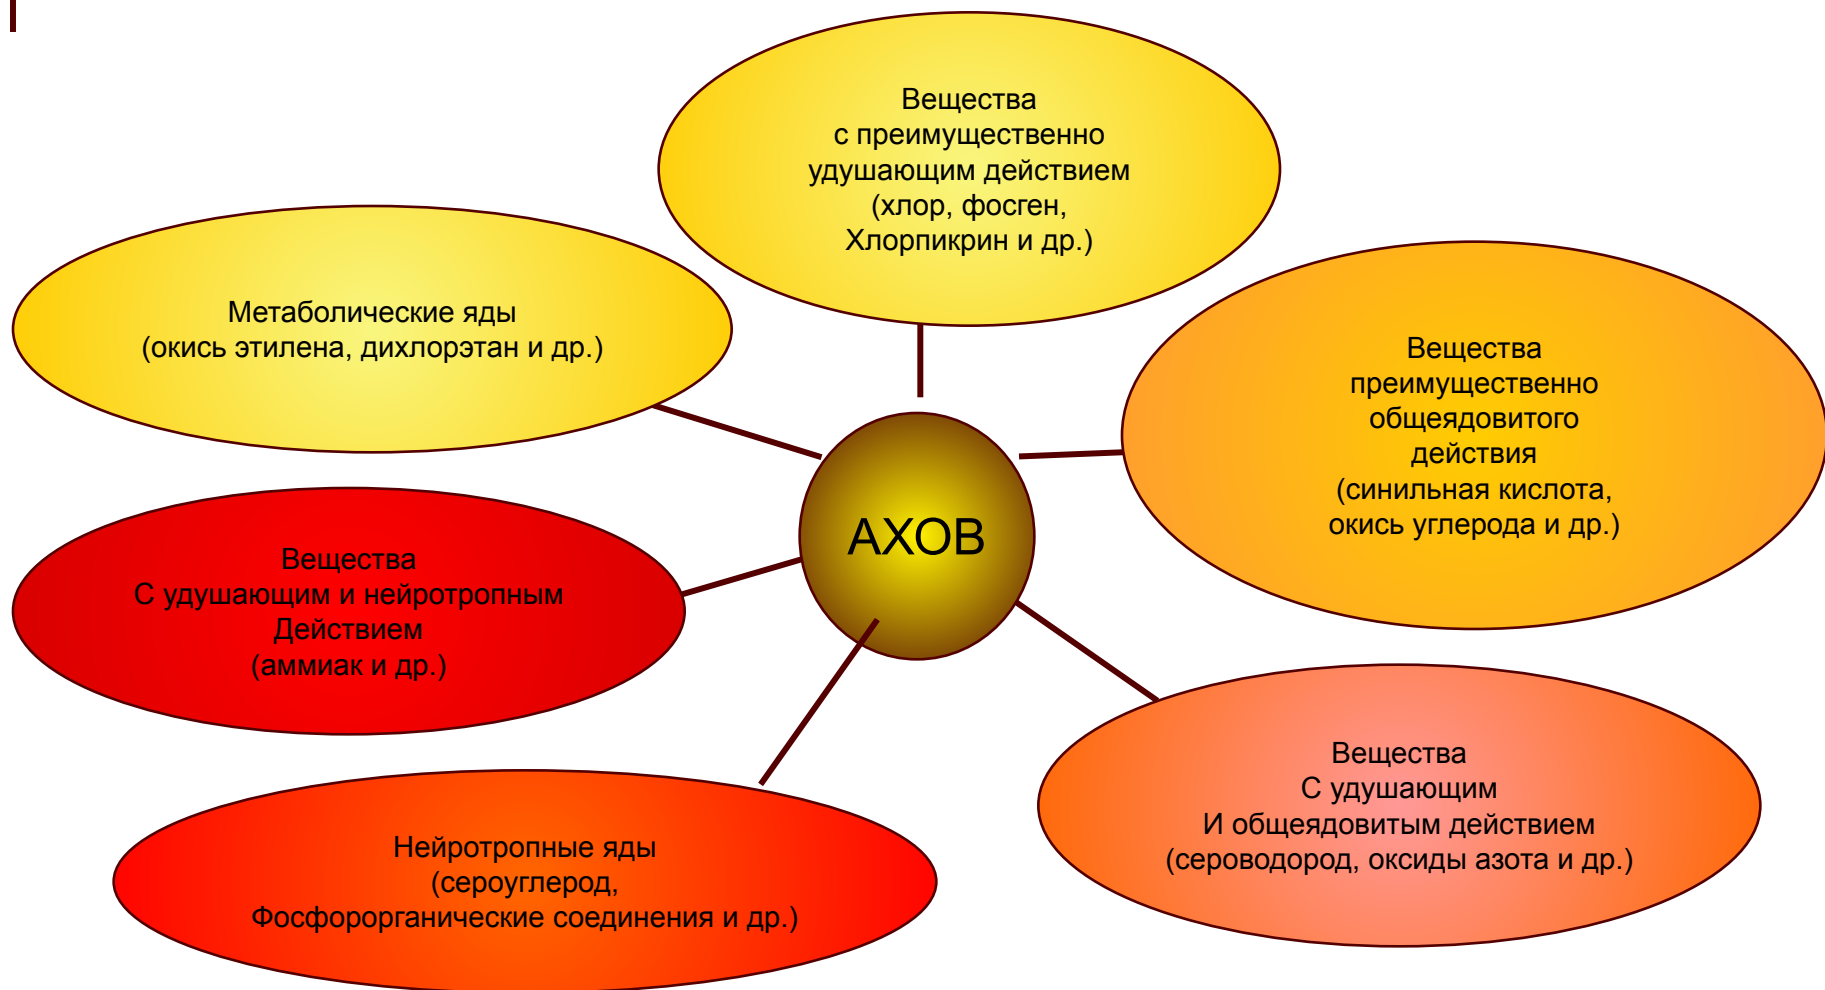 Вещества
с преимущественно
удушающим действием
(хлор, фосген,
Хлорпикрин и др.)
Метаболические яды
(окись этилена, дихлорэтан и др.)
Вещества
преимущественно
общеядовитого
действия
(синильная кислота,
окись углерода и др.)
АХОВ
Вещества
С удушающим и нейротропным
Действием
(аммиак и др.)
Вещества
С удушающим
И общеядовитым действием
(сероводород, оксиды азота и др.)
Нейротропные яды
(сероуглерод,
Фосфорорганические соединения и др.)